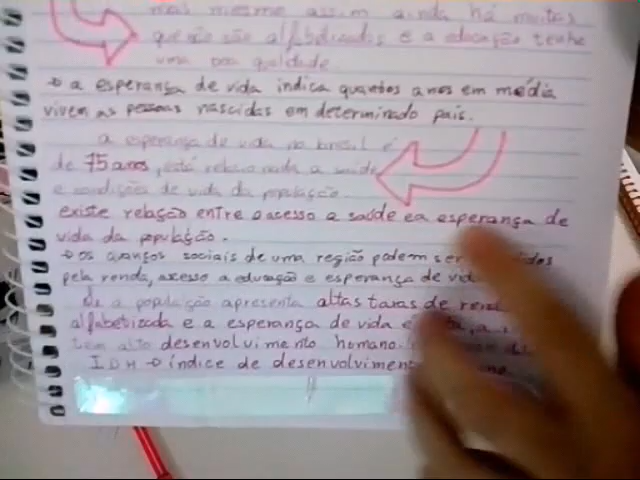 mas mesmo assim ainda há muitas
que não são alfabetizados e a educação tenha
uma boa qualidade.
a esperança de vida indica quantos anos em média
vivem as pessoas nascidas em determinado país.
a esperança de vida no brasil é
de 75 anos, está relacionada a saúde
e condições de vida da população.
existe relação entre o acesso a saúde e a esperança de
vida da população.
os avanços sociais de uma região podem ser
pela renda, acesso a educação e esperança de vida
Se a população apresenta altas taxas de
alfabetizada e a esperança de vida
tem alto desenvolvimento humano.
IDH → índice de